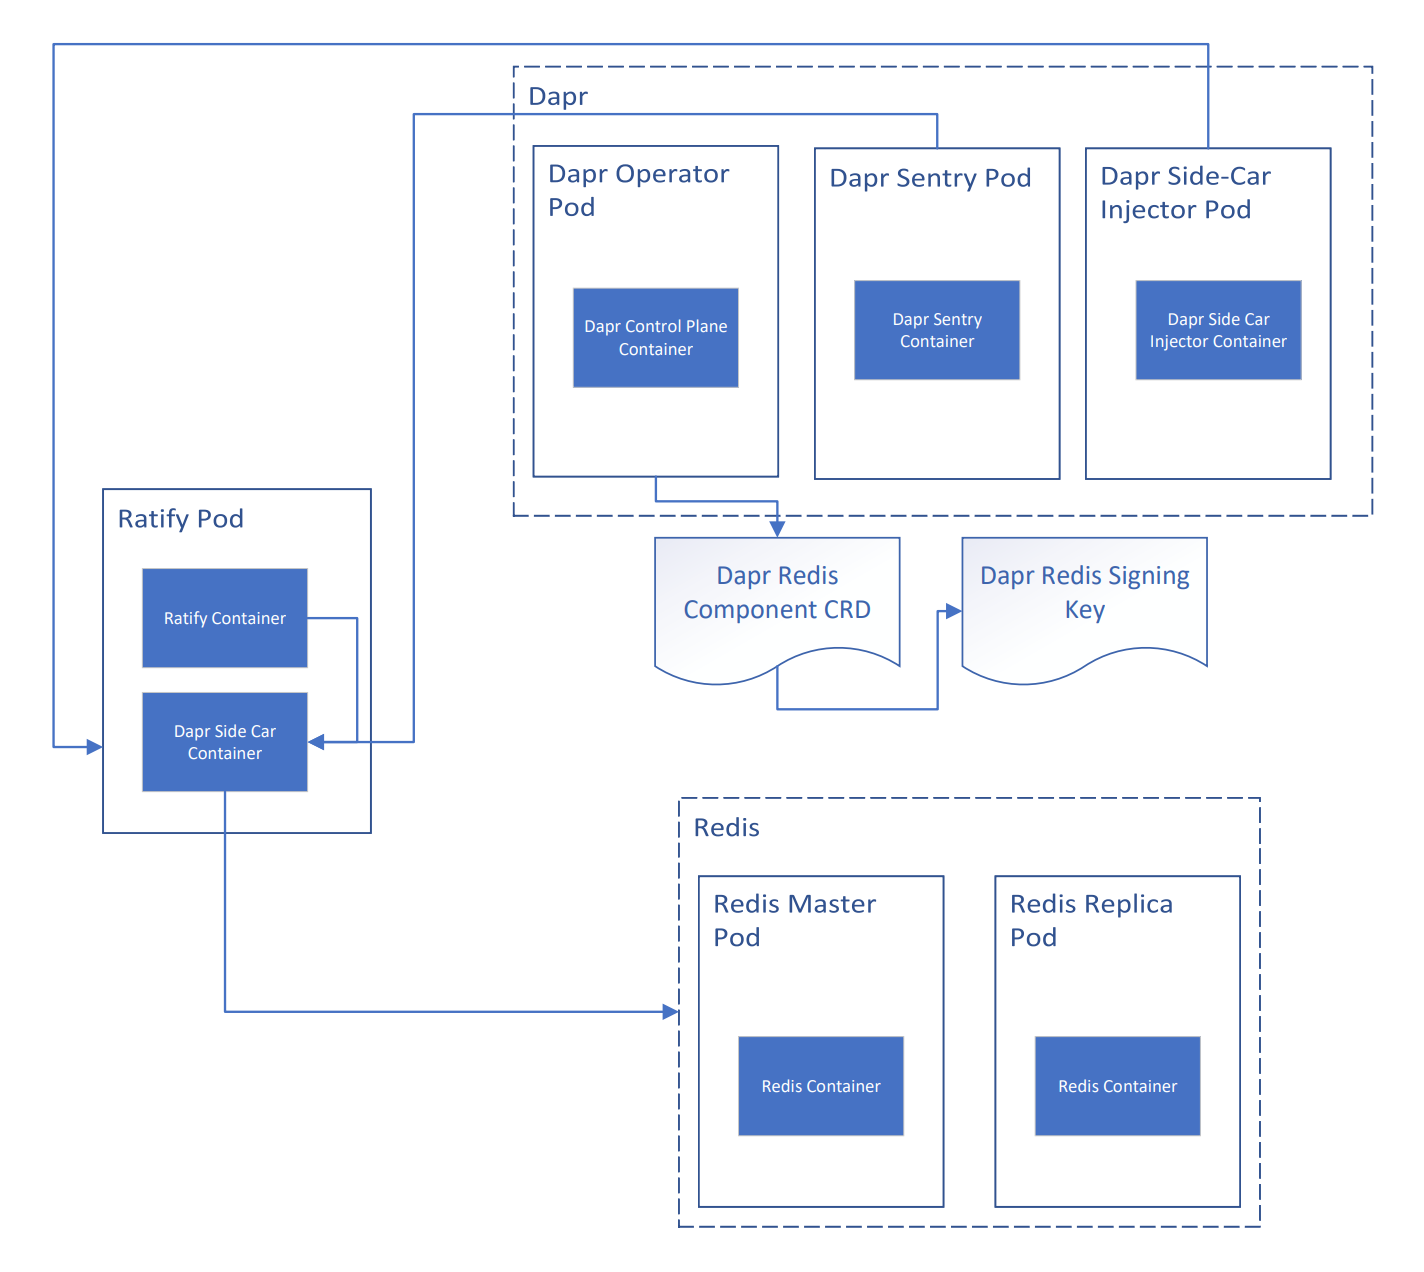 Dapr
Dapr Operator
Pod
Dapr Control Plane
Container
Dapr Sentry Pod
Dapr Sentry
Container
Dapr Side-Car
Injector Pod
Dapr Side Car
Injector Container
Ratify Pod
Ratify Container
Dapr Side Car
Container
Dapr Redis
Component CRD
Dapr Redis Signing
Key
Redis
Redis Master
Pod
Redis Container
Redis Replica
Pod
Redis Container